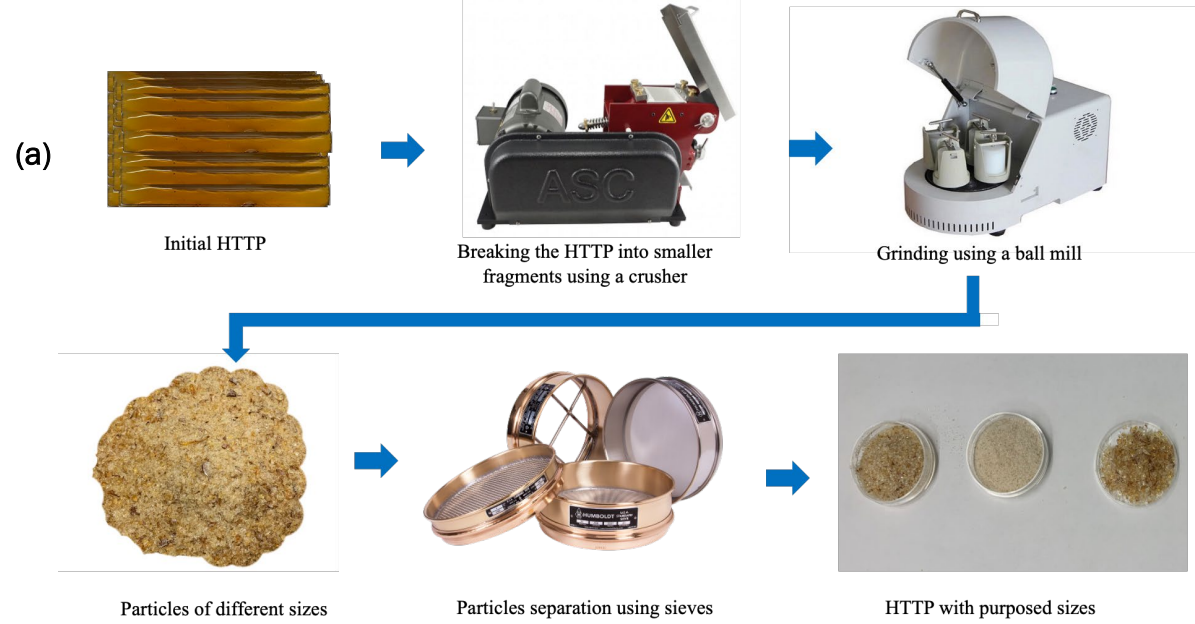 (a)
ASC
Initial HTTP
Breaking the HTTP into smaller
fragments using a crusher
Grinding using a ball mill
HUMBOLDT
Particles of different sizes
Particles separation using sieves
HTTP with purposed sizes